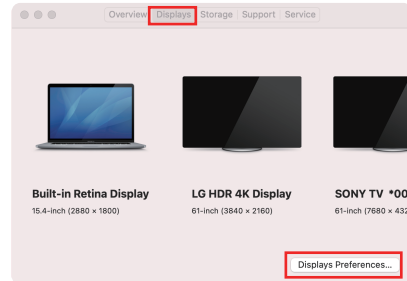 Overview Displays Storage Support Service
Built-in Retina Display
15.4-inch (2880 × 1800)
LG HDR 4K Display
61-inch (3840 × 2160)
SONY TV *00
61-inch (7680 × 432
Displays Preferences...